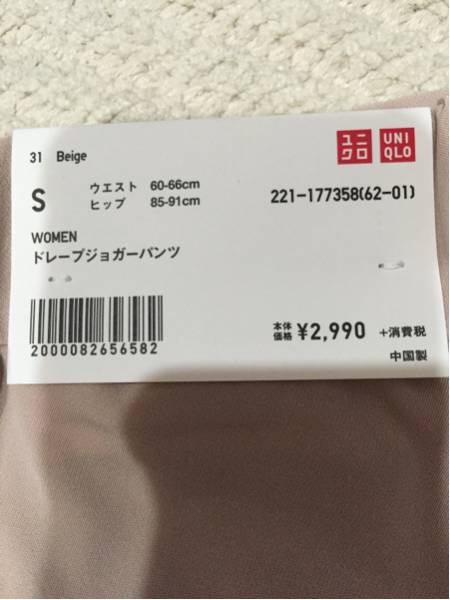 31 Beige
ユニクロ
UNIQLO
S
ウエスト 60-66cm
ヒップ 85-91cm
221-177358(62-01)
WOMEN
ドレープジョガーパンツ
2000082656582
本体価格 ¥2,990 +消費税
中国製